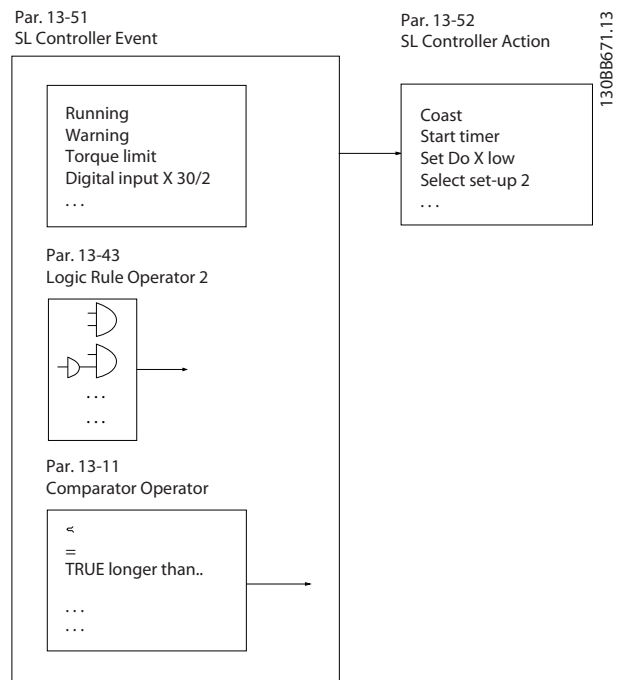 Par. 13-51
SL Controller Event
Par. 13-52
SL Controller Action
130BB671.13
Running
Warning
Torque limit
Digital input X 30/2
. . .
Coast
Start timer
Set Do X low
Select set-up 2
. . .
Par. 13-43
Logic Rule Operator 2
. . .
. . .
Par. 13-11
Comparator Operator
=
TRUE longer than..
. . .
. . .